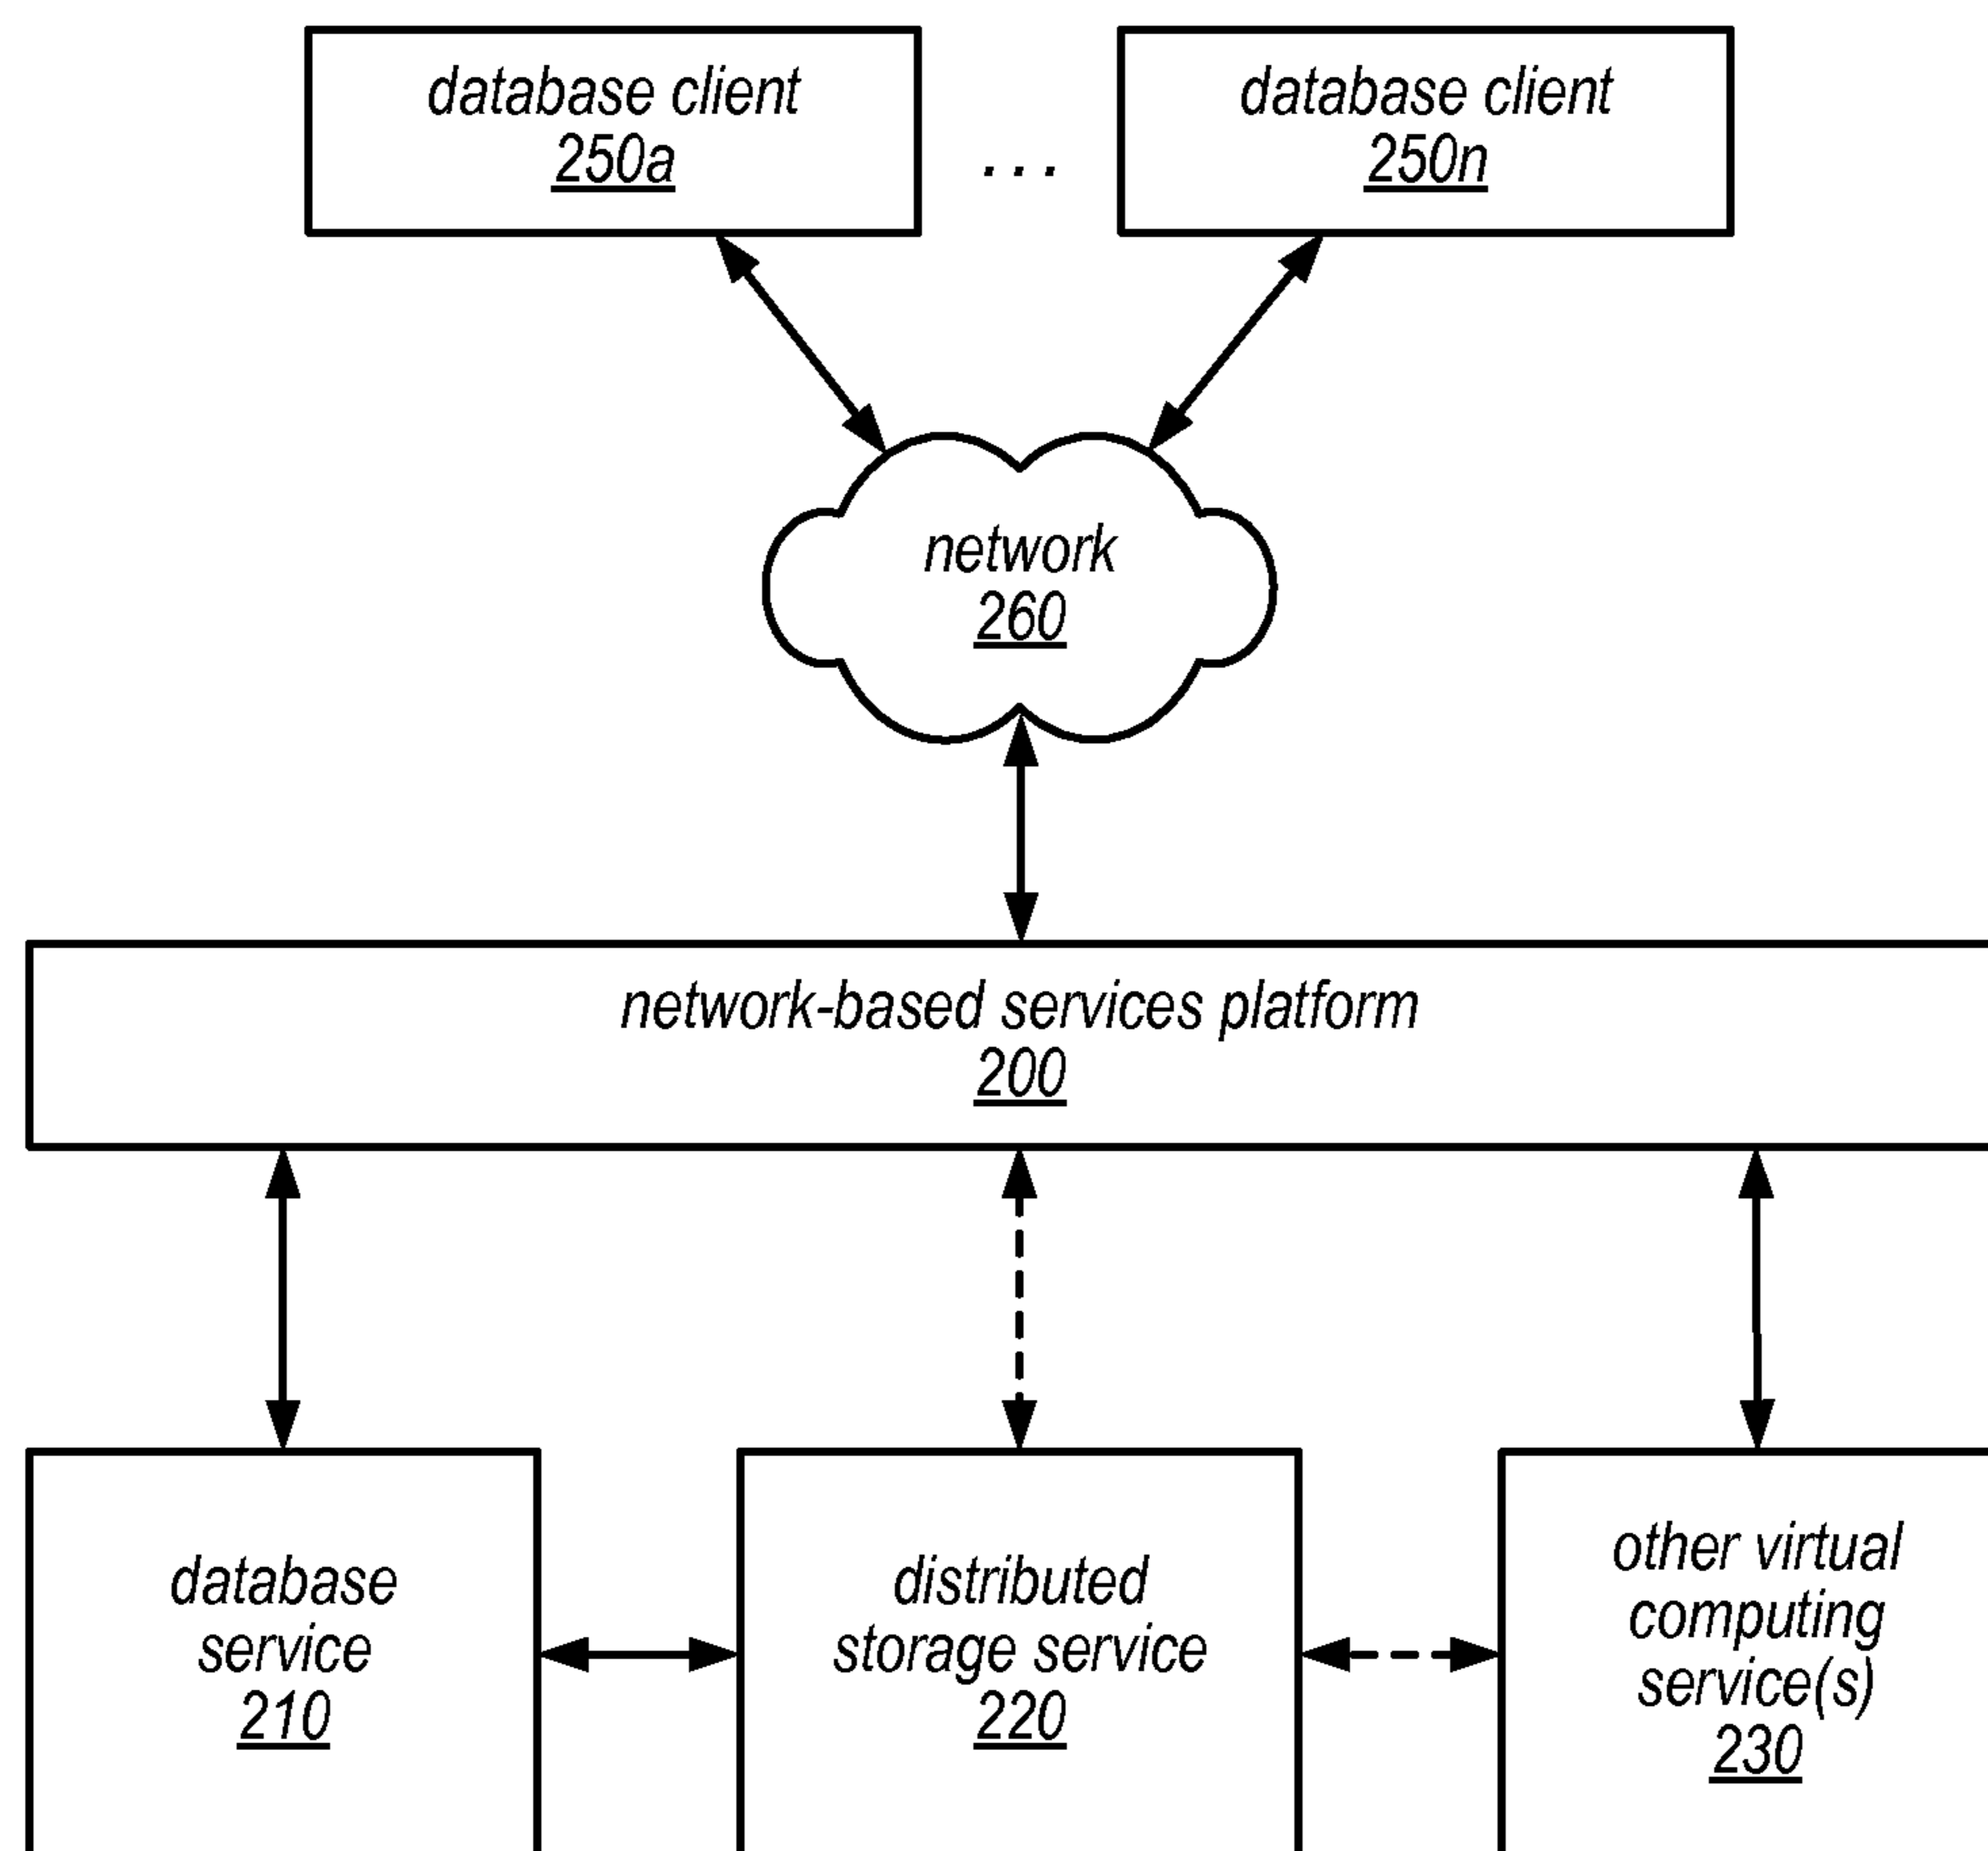 database client
250a
...
database client
250n
network
260
network-based services platform
200
database
service
210
distributed
storage service
220
other virtual
computing
service(s)
230